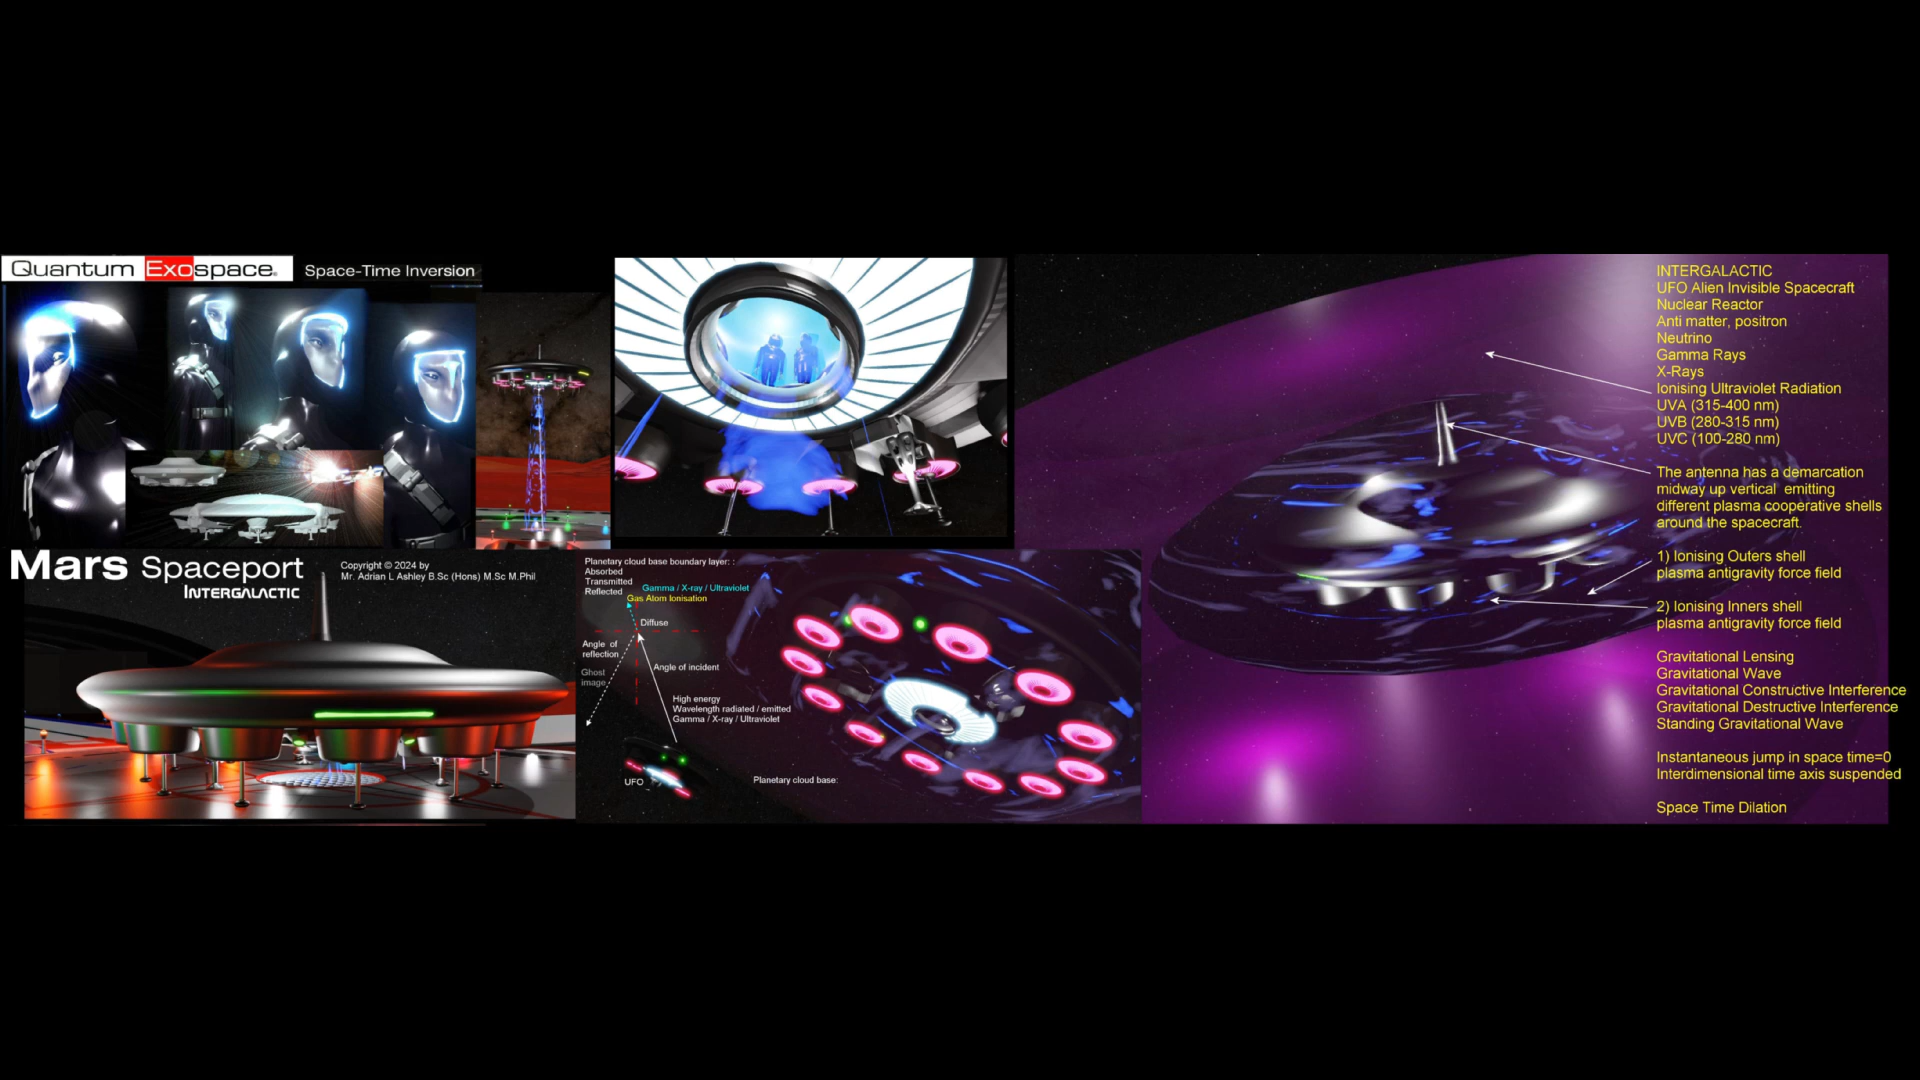 Quantum Exospace.
Space-Time Inversion
Mars Spaceport
INTERGALACTIC
Copyright © 2024 by
Mr. Adrian L Ashley B.Sc (Hons) M.Sc M.Phil
Planetary cloud base boundary layer: :
Absorbed
Transmitted
Reflected
Gamma / X-ray / Ultraviolet
Gas Atom Ionisation
Diffuse
Angle of
reflection
Angle of incident
Ghost
image
High energy
Wavelength radiated / emitted
Gamma / X-ray / Ultraviolet
UFO
Planetary cloud base:
INTERGALACTIC
UFO Alien Invisible Spacecraft
Nuclear Reactor
Anti matter, positron
Neutrino
Gamma Rays
X-Rays
Ionising Ultraviolet Radiation
UVA (315-400 nm)
UVB (280-315 nm)
UVC (100-280 nm)
The antenna has a demarcation
midway up vertical emitting
different plasma cooperative shells
around the spacecraft.
1) Ionising Outers shell
plasma antigravity force field
2) Ionising Inners shell
plasma antigravity force field
Gravitational Lensing
Gravitational Wave
Gravitational Constructive Interference
Gravitational Destructive Interference
Standing Gravitational Wave
Instantaneous jump in space time=0
Interdimensional time axis suspended
Space Time Dilation